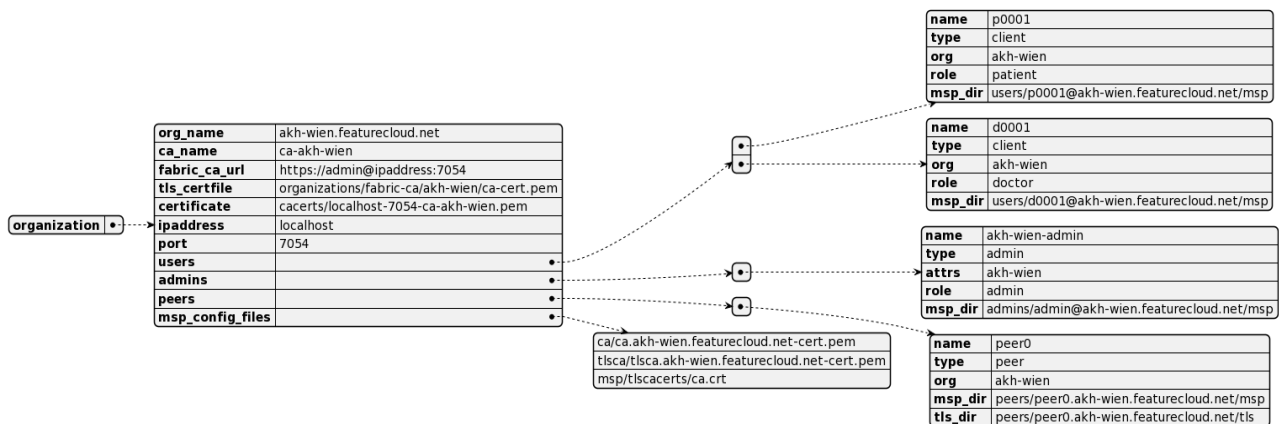 organization
org_name akh-wien.featurecloud.net
ca_name ca-akh-wien
fabric_ca_url https://admin@ipaddress:7054
tls_certfile organizations/fabric-ca/akh-wien/ca-cert.pem
certificate cacerts/localhost-7054-ca-akh-wien.pem
ipaddress localhost
port 7054
users
admins
peers
msp_config_files
name p0001
type client
org akh-wien
role patient
msp_dir users/p0001@akh-wien.featurecloud.net/msp
name d0001
type client
org akh-wien
role doctor
msp_dir users/d0001@akh-wien.featurecloud.net/msp
name akh-wien-admin
type admin
attrs akh-wien
role admin
msp_dir admins/admin@akh-wien.featurecloud.net/msp
name peer0
type peer
org akh-wien
msp_dir peers/peer0.akh-wien.featurecloud.net/msp
tls_dir peers/peer0.akh-wien.featurecloud.net/tls
ca/ca.akh-wien.featurecloud.net-cert.pem
tlsca/tlsca.akh-wien.featurecloud.net-cert.pem
msp/tlscacerts/ca.crt